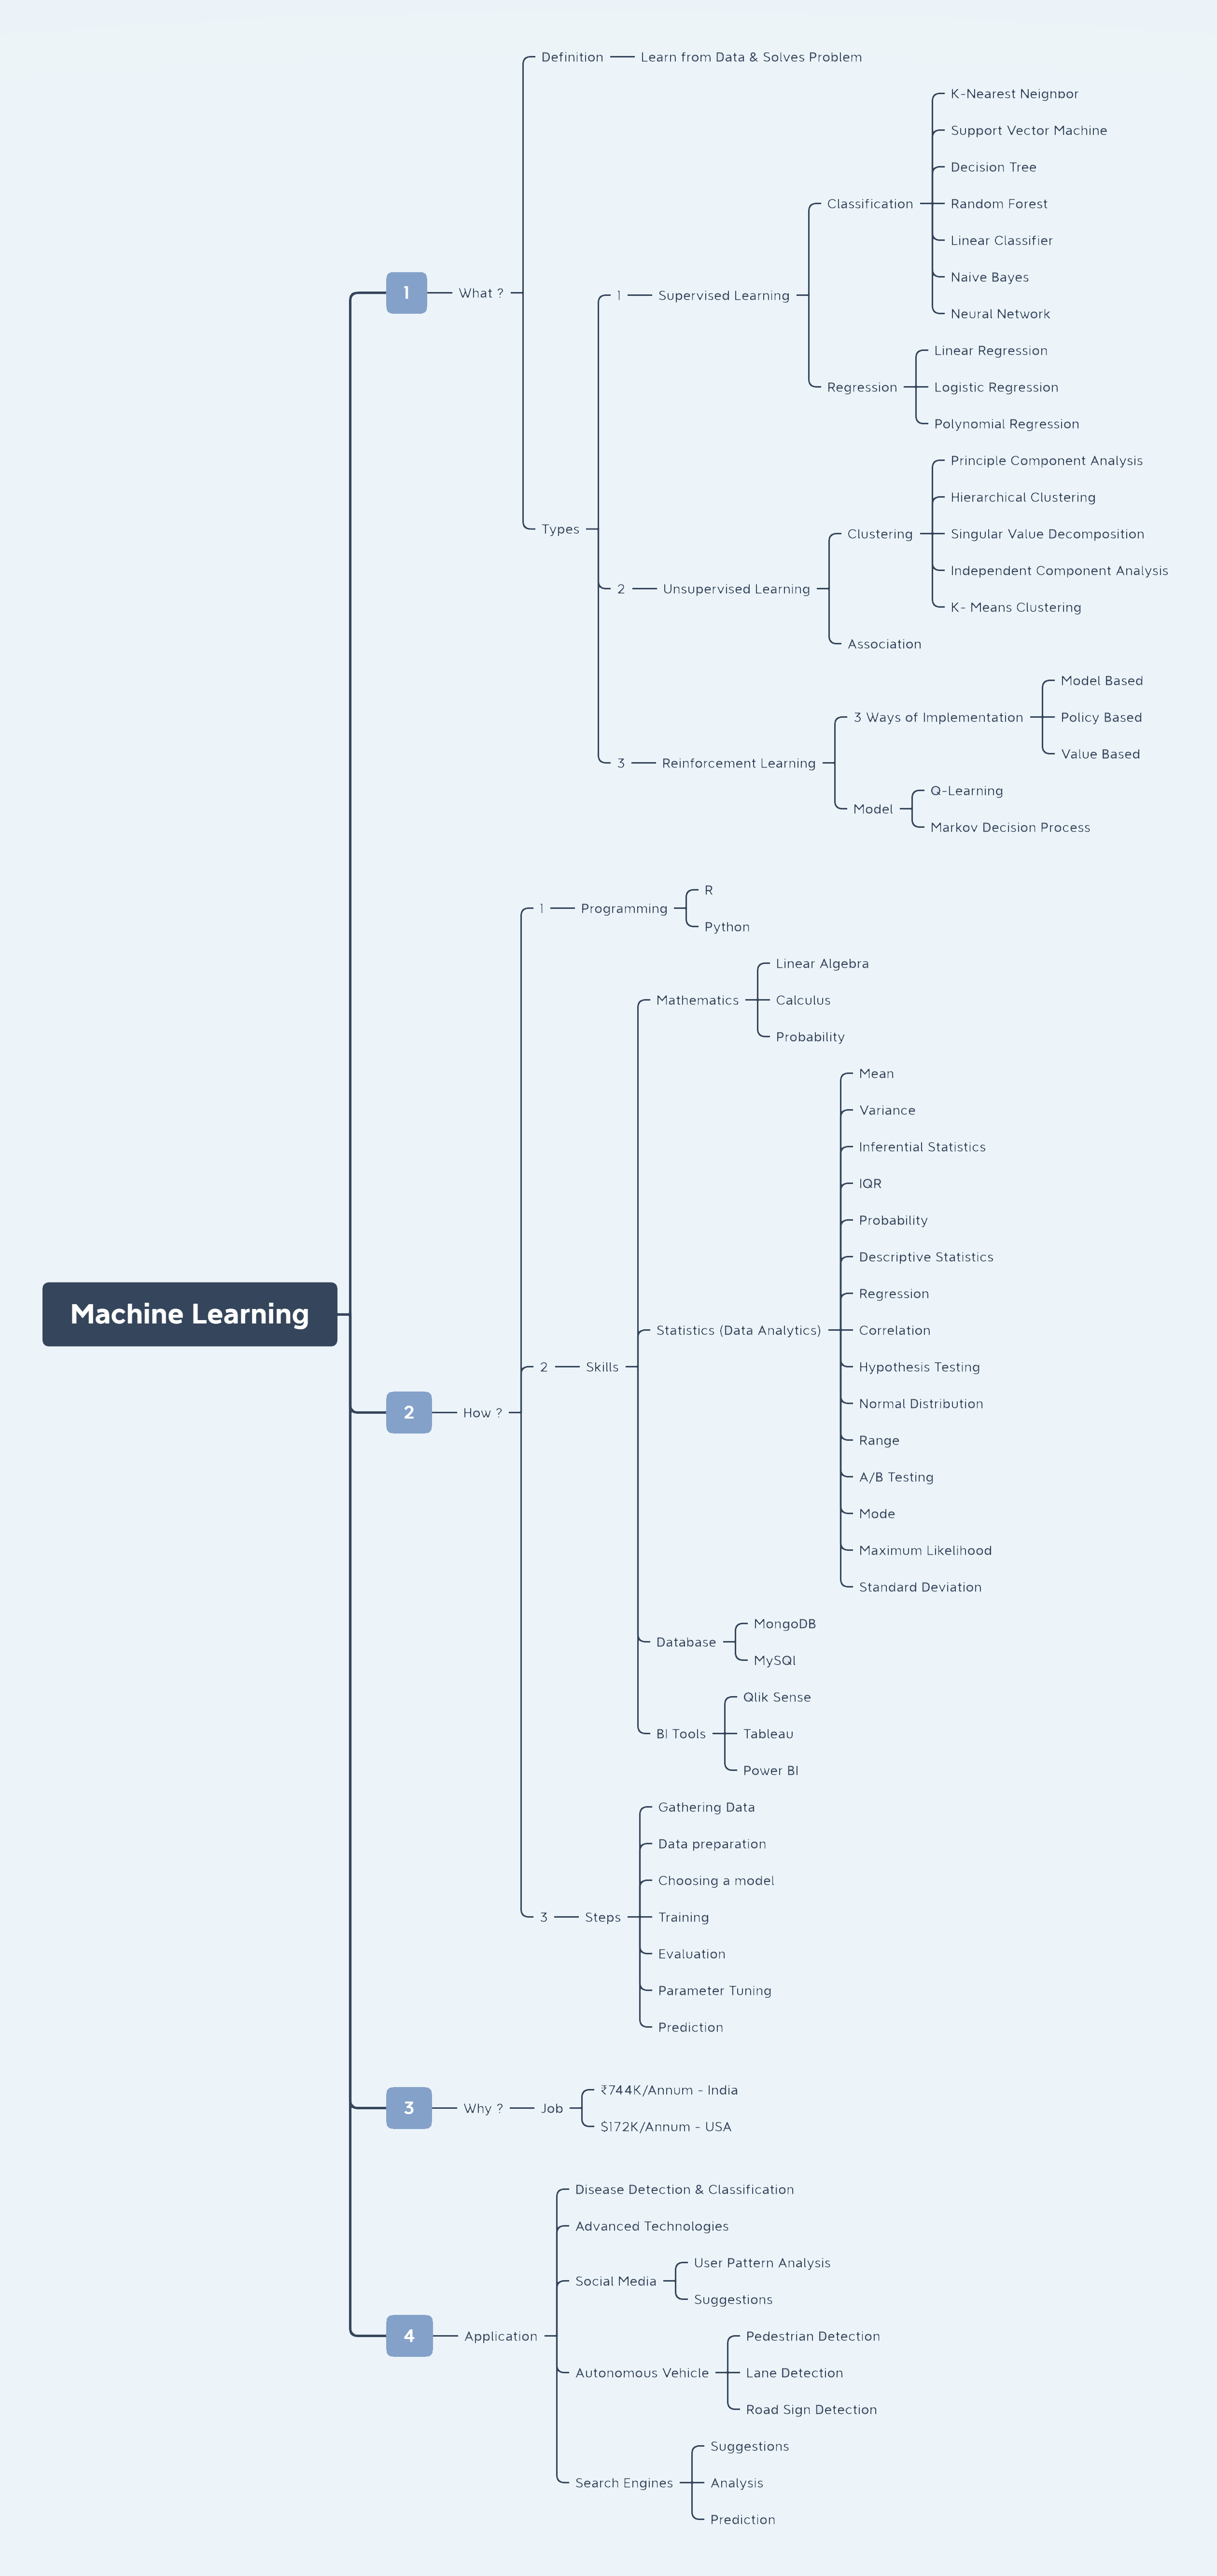 Definition
Learn from Data & Solves Problem
K-Nearest Neighbor
Support Vector Machine
Decision Tree
Classification
Random Forest
Linear Classifier
Naive Bayes
1
What ?
1
Supervised Learning
Neural Network
Linear Regression
Regression
Logistic Regression
Polynomial Regression
Principle Component Analysis
Hierarchical Clustering
Types
Clustering
Singular Value Decomposition
Independent Component Analysis
2
Unsupervised Learning
K- Means Clustering
Association
Model Based
3 Ways of Implementation
Policy Based
Value Based
3
Reinforcement Learning
Q-Learning
Model
Markov Decision Process
R
1
Programming
Python
Linear Algebra
Mathematics
Calculus
Probability
Mean
Variance
Inferential Statistics
IQR
Probability
Descriptive Statistics
Regression
Machine Learning
Statistics (Data Analytics)
Correlation
2
Skills
Hypothesis Testing
2
How ?
Normal Distribution
Range
A/B Testing
Mode
Maximum Likelihood
Standard Deviation
MongoDB
Database
MySQl
Qlik Sense
BI Tools
Tableau
Power BI
Gathering Data
Data preparation
Choosing a model
3
Steps
Training
Evaluation
Parameter Tuning
Prediction
₹744K/Annum - India
3
Why ?
Job
$172K/Annum - USA
Disease Detection & Classification
Advanced Technologies
User Pattern Analysis
Social Media
Suggestions
4
Application
Pedestrian Detection
Autonomous Vehicle
Lane Detection
Road Sign Detection
Suggestions
Search Engines
Analysis
Prediction